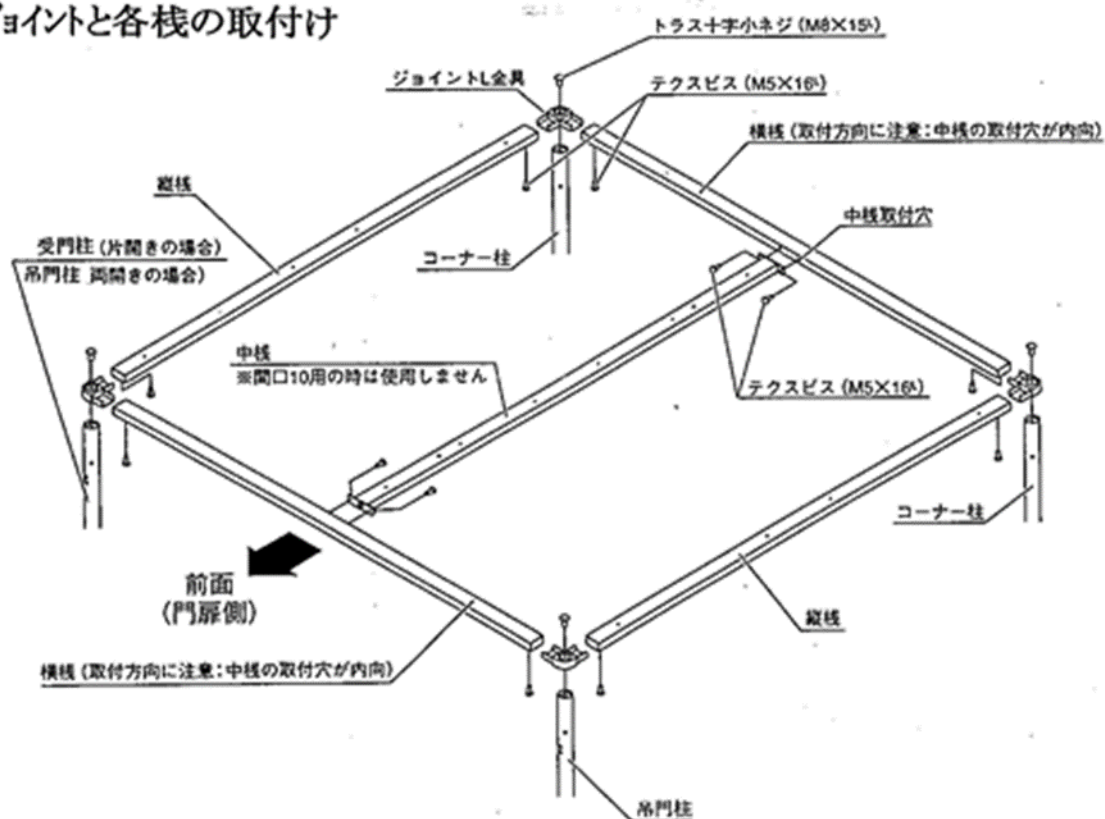 ョイントと各桟の取付け
トラス十字小ネジ(M8×15ᴸ)
ジョイントL金具
テクスビス(M5×16ᴸ)
横桟(取付方向に注意:中桟の取付穴が内向)
縦桟
中桟取付穴
受門柱(片開きの場合)
吊門柱 両開きの場合)
コーナー柱
中桟
※間口10用の時は使用しません
テクスビス(M5×16ᴸ)
コーナー柱
前面
(門扉側)
縦桟
横桟(取付方向に注意:中桟の取付穴が内向)
吊門柱